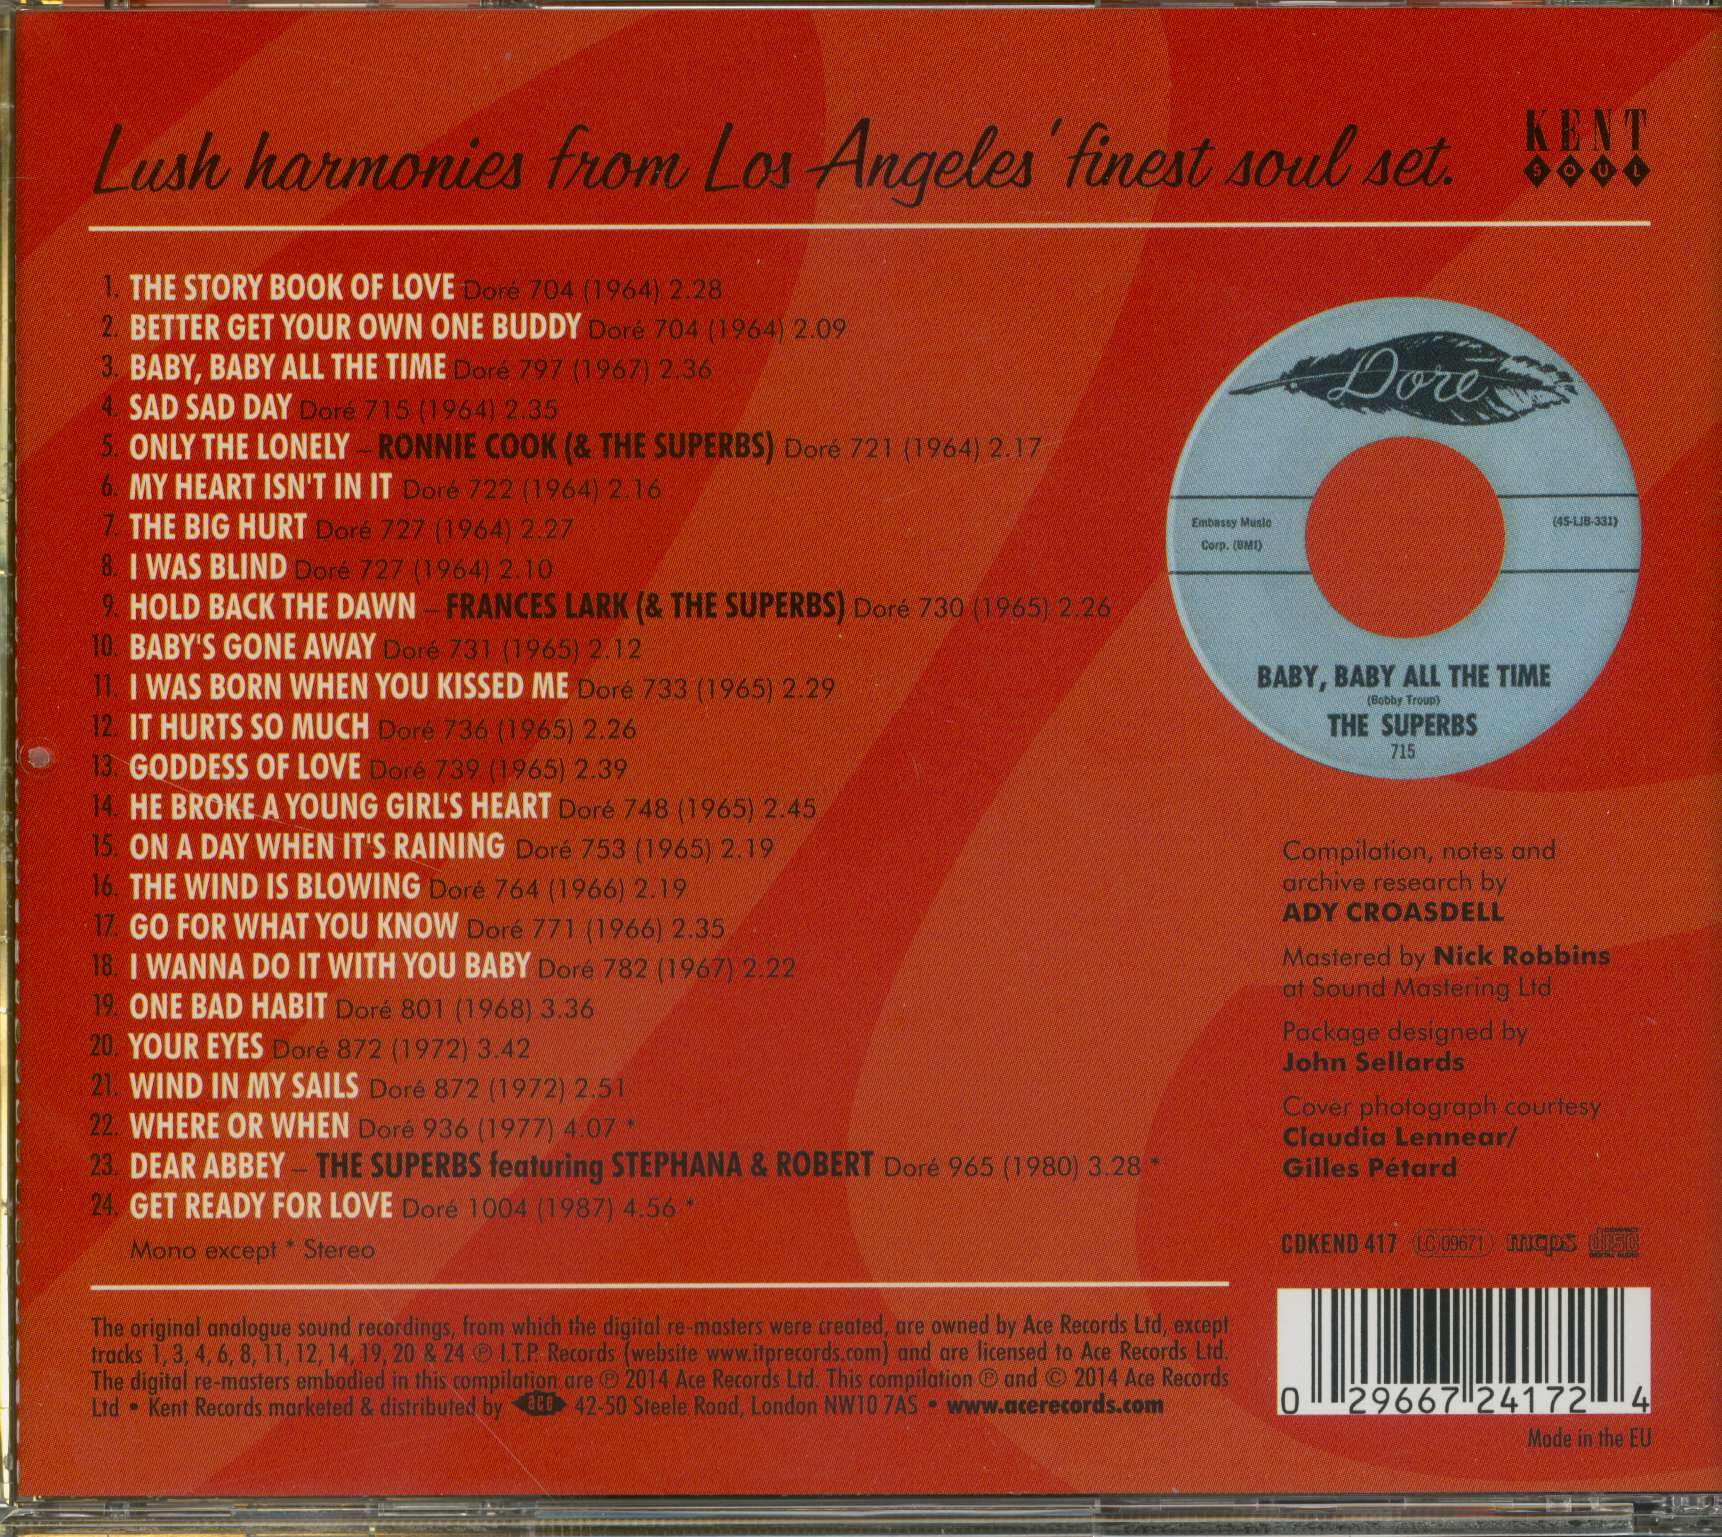 Lush harmonies from Los Angeles' finest soul set.
KENT
SOUL
1. THE STORY BOOK OF LOVE Doré 704 (1964) 2.28
2. BETTER GET YOUR OWN ONE BUDDY Doré 704 (1964) 2.09
3. BABY, BABY ALL THE TIME Doré 797 (1967) 2.36
4. SAD SAD DAY Doré 715 (1964) 2.35
5. ONLY THE LONELY – RONNIE COOK (& THE SUPERBS) Doré 721 (1964) 2.17
6. MY HEART ISN'T IN IT Doré 722 (1964) 2.16
7. THE BIG HURT Doré 727 (1964) 2.27
8. I WAS BLIND Doré 727 (1964) 2.10
9. HOLD BACK THE DAWN – FRANCES LARK (& THE SUPERBS) Doré 730 (1965) 2.26
10. BABY'S GONE AWAY Doré 731 (1965) 2.12
11. I WAS BORN WHEN YOU KISSED ME Doré 733 (1965) 2.29
12. IT HURTS SO MUCH Doré 736 (1965) 2.26
13. GODDESS OF LOVE Doré 739 (1965) 2.39
14. HE BROKE A YOUNG GIRL'S HEART Doré 748 (1965) 2.45
15. ON A DAY WHEN IT'S RAINING Doré 753 (1965) 2.19
16. THE WIND IS BLOWING Doré 764 (1966) 2.19
17. GO FOR WHAT YOU KNOW Doré 771 (1966) 2.35
18. I WANNA DO IT WITH YOU BABY Doré 782 (1967) 2.22
19. ONE BAD HABIT Doré 801 (1968) 3.36
20. YOUR EYES Doré 872 (1972) 3.42
21. WIND IN MY SAILS Doré 872 (1972) 2.51
22. WHERE OR WHEN Doré 936 (1977) 4.07 *
23. DEAR ABBEY – THE SUPERBS featuring STEPHANA & ROBERT Doré 965 (1980) 3.28 *
24. GET READY FOR LOVE Doré 1004 (1987) 4.56 *
Mono except * Stereo
Doré
Embassy Music
Corp. (BMI)
(45-LJB-331)
BABY, BABY ALL THE TIME
(Bobby Troup)
THE SUPERBS
715
Compilation, notes and
archive research by
ADY CROASDELL
Mastered by Nick Robbins
at Sound Mastering Ltd
Package designed by
John Sellards
Cover photograph courtesy
Claudia Lennear/
Gilles Pétard
CDKEND 417 LC 09671 mcps COMPACT disc DIGITAL AUDIO
The original analogue sound recordings, from which the digital re-masters were created, are owned by Ace Records Ltd, except
tracks 1, 3, 4, 6, 8, 11, 12, 14, 19, 20 & 24 ℗ I.T.P. Records (website www.itprecords.com) and are licensed to Ace Records Ltd.
The digital re-masters embodied in this compilation are ℗ 2014 Ace Records Ltd. This compilation ℗ and © 2014 Ace Records
Ltd • Kent Records marketed & distributed by ace 42-50 Steele Road, London NW10 7AS • www.acerecords.com
0 29667 24172 4
Made in the EU